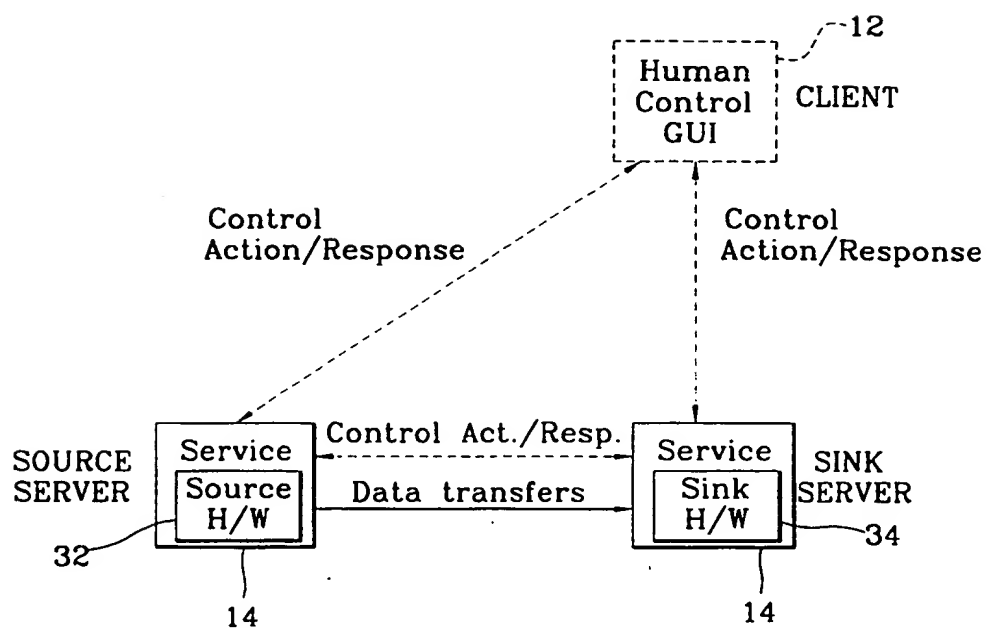 12
Human
Control
GUI
CLIENT
Control
Action/Response
Control
Action/Response
SOURCE
SERVER
Service
Source
H/W
Control Act./Resp.
Data transfers
Service
Sink
H/W
SINK
SERVER
32
34
14
14